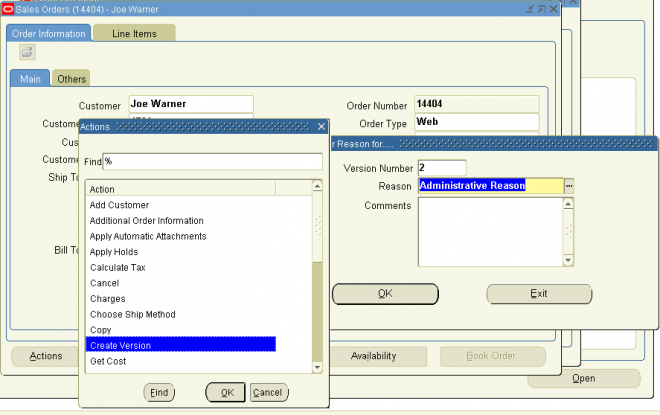 Sales Orders (14404) - Joe Warner
Order Information Line Items
Main Others
Customer Joe Warner
Order Number 14404
Order Type Web
Custome
Cus
Custome
Ship To
Bill To
Actions
Find %
Action
Add Customer
Additional Order Information
Apply Automatic Attachments
Apply Holds
Calculate Tax
Cancel
Charges
Choose Ship Method
Copy
Create Version
Get Cost
Find OK Cancel
r Reason for.....
Version Number 2
Reason Administrative Reason ...
Comments
OK Exit
Actions Availability Book Order
Open